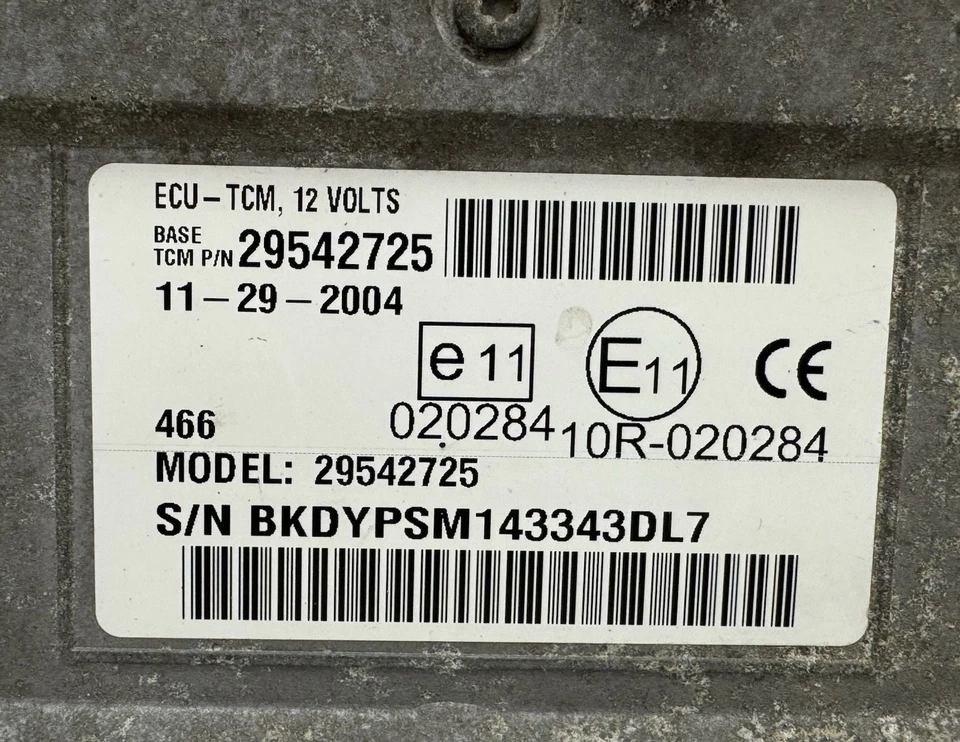 ECU-TCM, 12 VOLTS
BASE
TCM P/N 29542725
11-29-2004
e 11
E11
CE
466
020284
10R-020284
MODEL: 29542725
S/N BKDYPSM143343DL7